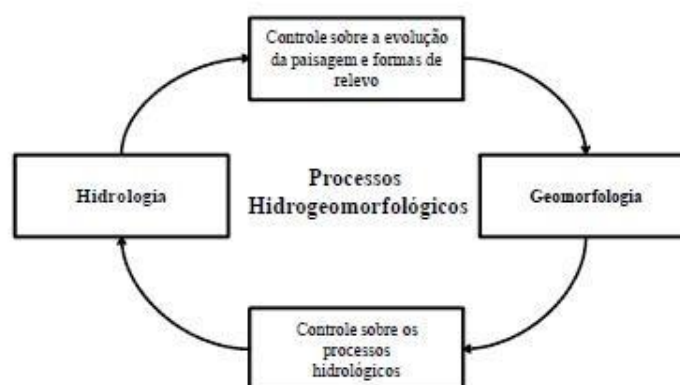 Controle sobre a evolução
da paisagem e formas de
relevo
Hidrologia
Processos
Hidrogeomorfológicos
Geomorfologia
Controle sobre os
processos
hidrológicos